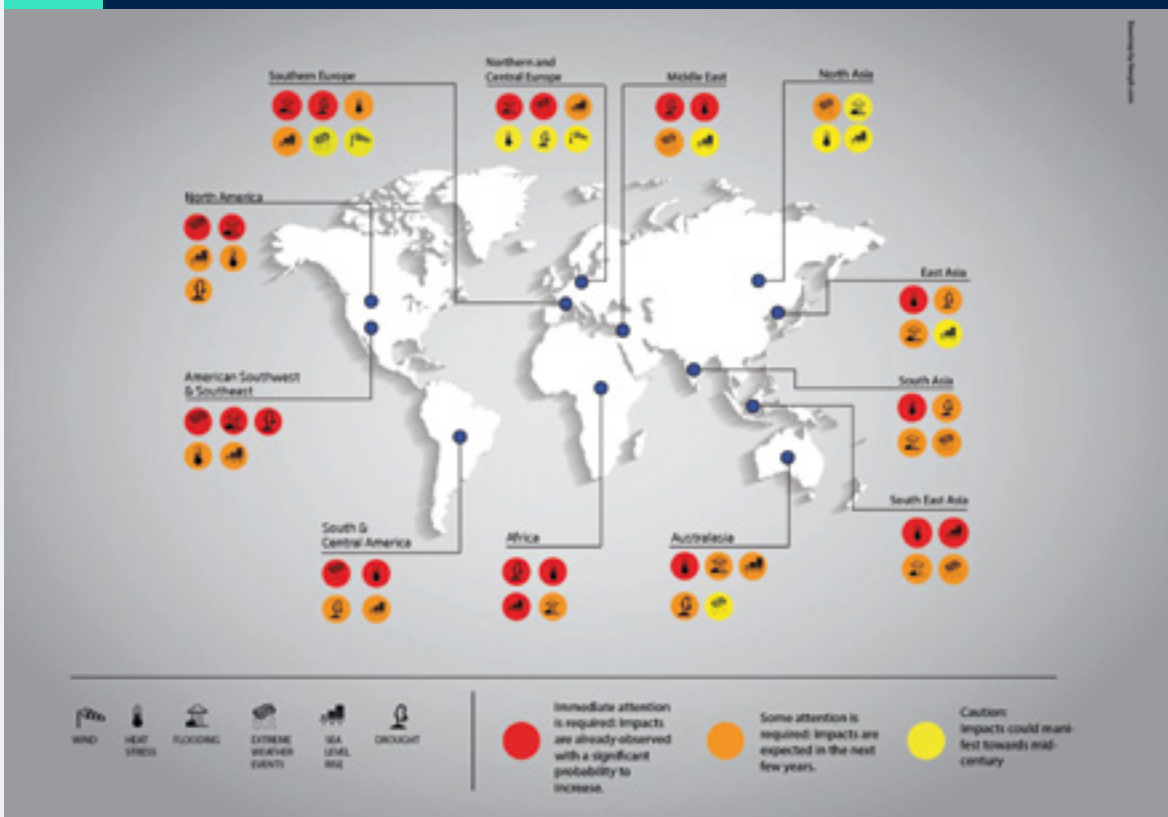 Southern Europe
Northern and
Central Europe
Middle East
North Asia
North America
East Asia
American Southwest
& Southeast
South Asia
South East Asia
South &
Central America
Africa
Australasia
WIND
HEAT
STRESS
FLOODING
EXTREME
WEATHER
EVENTS
SEA
LEVEL
RISE
DROUGHT
Immediate attention
is required: Impacts
are already observed
with a significant
probability to
increase.
Some attention is
required: Impacts are
expected in the next
few years.
Caution:
Impacts could mani-
fest towards mid-
century